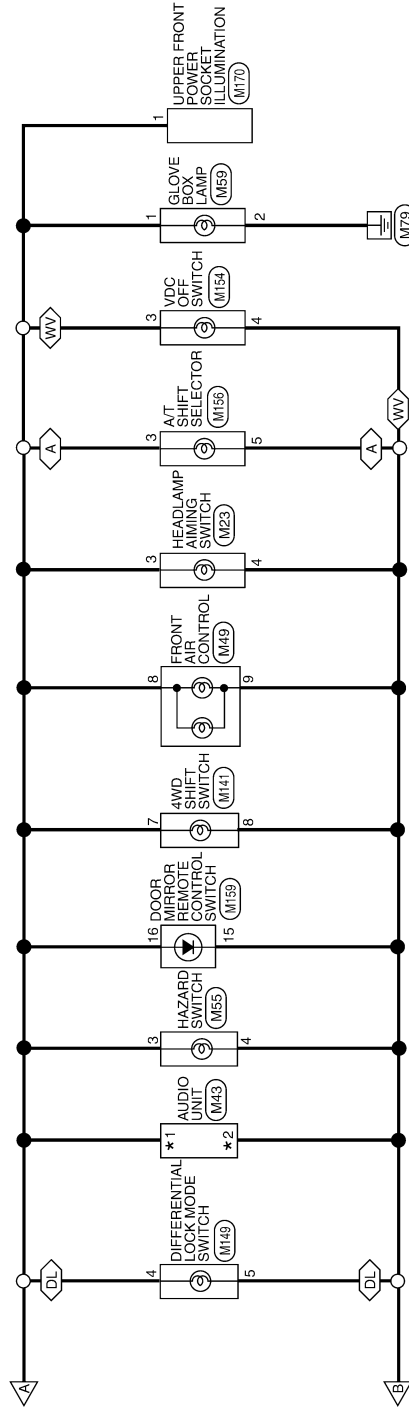 A
B
DL
4
DIFFERENTIAL
LOCK MODE
SWITCH
M149
5
DL
*1
AUDIO
UNIT
M43
*2
3
HAZARD
SWITCH
M55
4
16
DOOR
MIRROR
REMOTE
CONTROL
SWITCH
M159
15
7
4WD
SHIFT
SWITCH
M141
8
8
FRONT
AIR
CONTROL
M49
9
3
HEADLAMP
AIMING
SWITCH
M23
4
A
3
A/T
SHIFT
SELECTOR
M156
5
A
WV
3
VDC
OFF
SWITCH
M154
4
WV
1
GLOVE
BOX
LAMP
M59
2
M79
1
UPPER FRONT
POWER
SOCKET
ILLUMINATION
M170